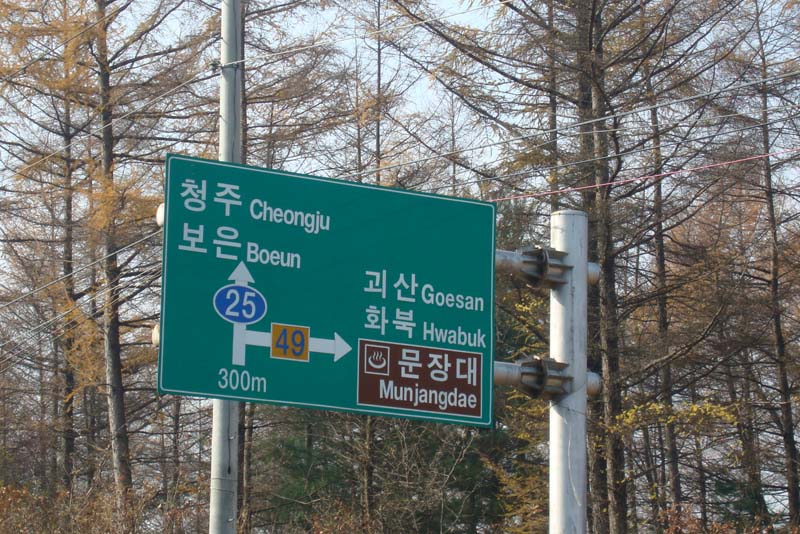 청주 Cheongju
보은 Boeun
25
49
300m
괴산 Goesan
화북 Hwabuk
문장대
Munjangdae